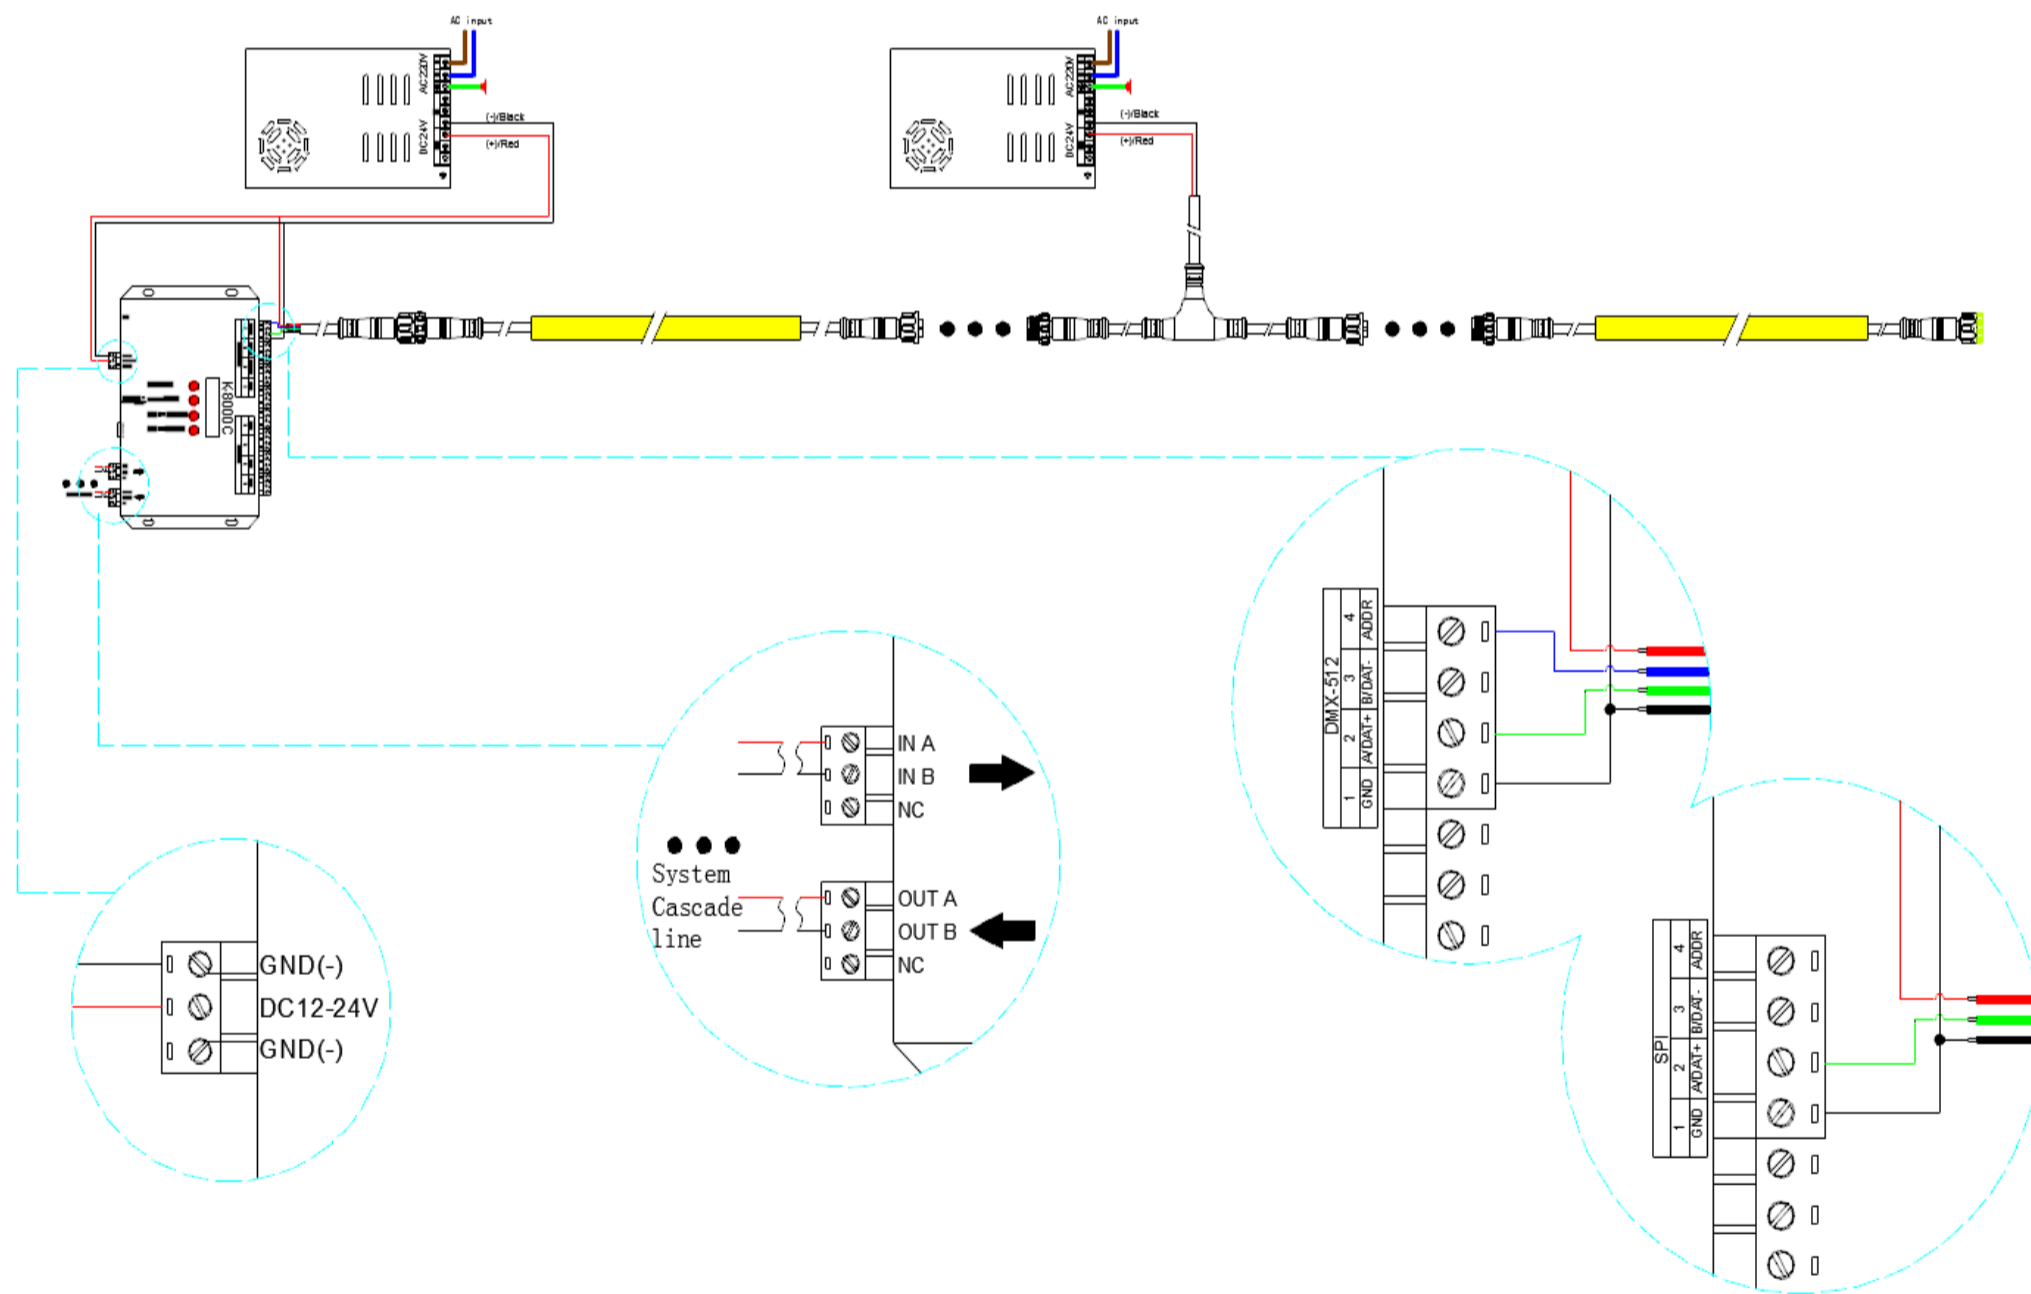 AC input
AC220V
DC24V
(-)/Black
(+)/Red
AC input
AC220V
DC24V
(-)/Black
(+)/Red
K-8000C
DMX-512
4 ADDR
3 B/DAT-
2 A/DAT+
1 GND
IN A
IN B
NC
System
Cascade
line
OUT A
OUT B
NC
GND(-)
DC12-24V
GND(-)
SPI
4 ADDR
3 B/DAT-
2 A/DAT+
1 GND